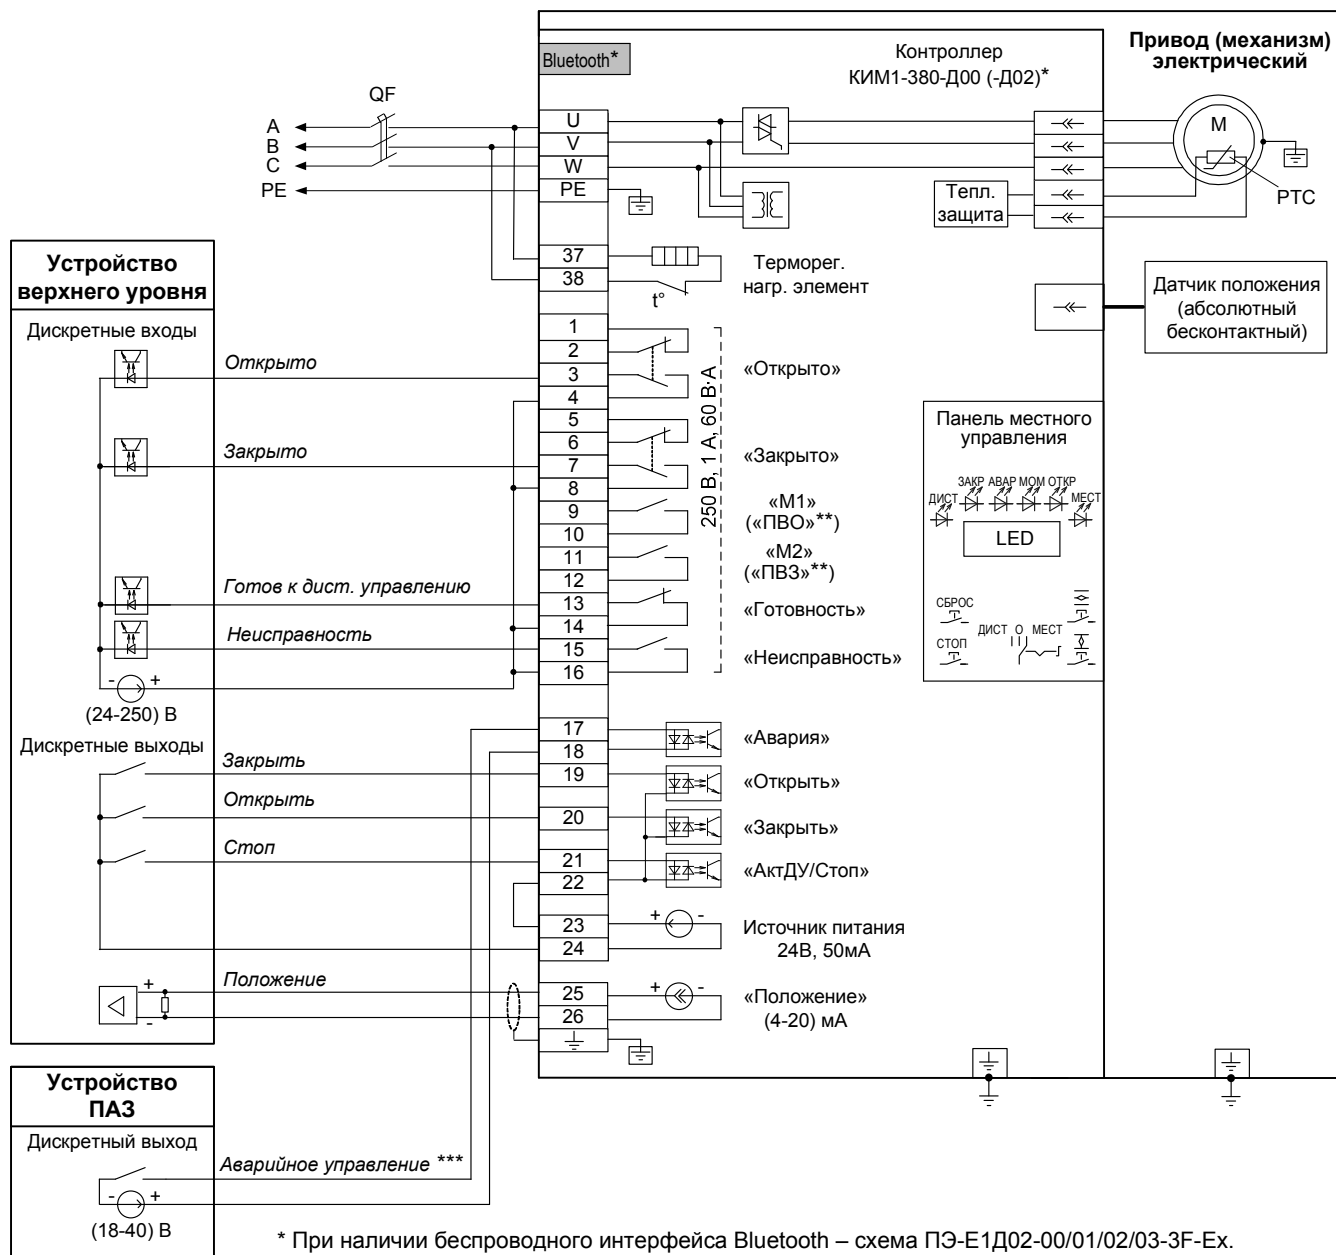 Bluetooth*
Контроллер
КИМ1-380-Д00 (-Д02)*
Привод (механизм)
электрический
QF
A
B
C
PE
U
V
W
PE
M
PTC
Тепл.
защита
37
38
t°
Терморег.
нагр. элемент
Датчик положения
(абсолютный
бесконтактный)
Устройство
верхнего уровня
Дискретные входы
Открыто
Закрыто
Готов к дист. управлению
Неисправность
- +
(24-250) В
Дискретные выходы
Закрыть
Открыть
Стоп
Положение
+
-
1
2
3
4
5
6
7
8
9
10
11
12
13
14
15
16
250 В, 1 А, 60 В·А
«Открыто»
«Закрыто»
«М1»
(«ПВО»**)
«М2»
(«ПВЗ»**)
«Готовность»
«Неисправность»
Панель местного
управления
ДИСТ ЗАКР АВАР МОМ ОТКР МЕСТ
LED
СБРОС
СТОП
ДИСТ О МЕСТ
17
18
19
20
21
22
23
24
25
26
«Авария»
«Открыть»
«Закрыть»
«АктДУ/Стоп»
+ -
Источник питания
24В, 50мА
+ -
«Положение»
(4-20) мА
Устройство
ПАЗ
Дискретный выход
Аварийное управление ***
- +
(18-40) В
* При наличии беспроводного интерфейса Bluetooth – схема ПЭ-Е1Д02-00/01/02/03-3F-Ex.